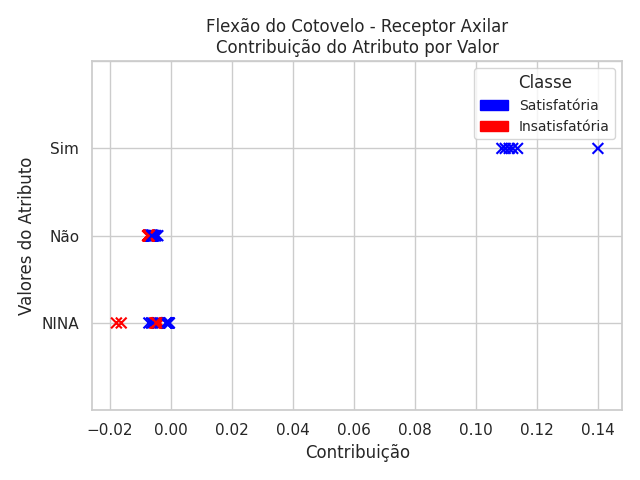 Flexão do Cotovelo - Receptor Axilar
Contribuição do Atributo por Valor
Classe
Satisfatória
Insatisfatória
Valores do Atributo
Sim
Não
NINA
−0.02 0.00 0.02 0.04 0.06 0.08 0.10 0.12 0.14
Contribuição